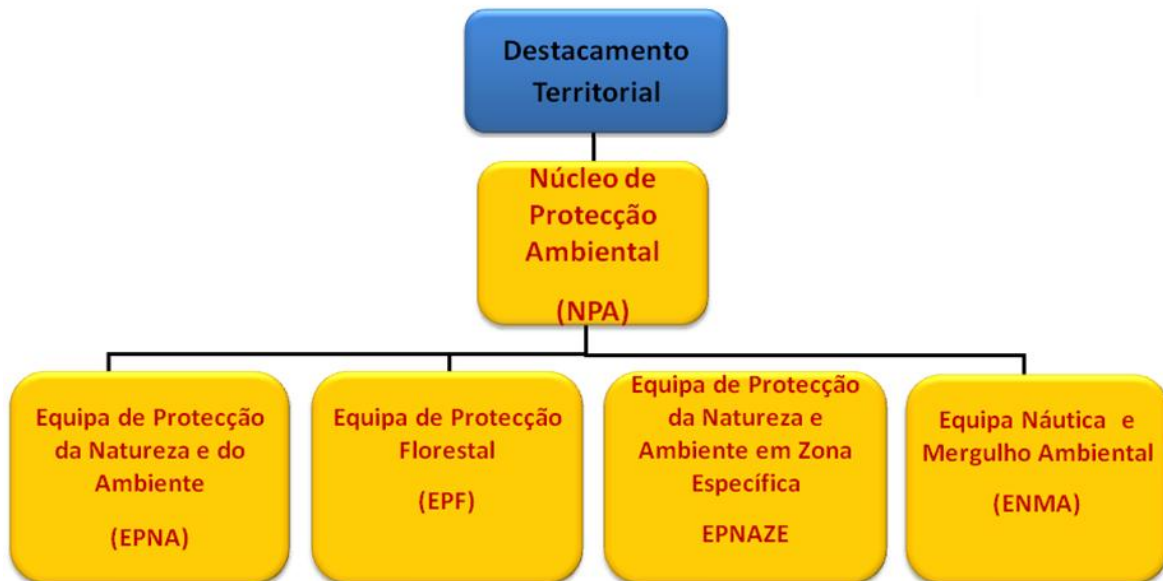 Destacamento
Territorial
Núcleo de
Protecção
Ambiental
(NPA)
Equipa de Protecção
da Natureza e do
Ambiente
(EPNA)
Equipa de Protecção
Florestal
(EPF)
Equipa de Protecção
da Natureza e
Ambiente em Zona
Específica
EPNAZE
Equipa Náutica e
Mergulho Ambiental
(ENMA)